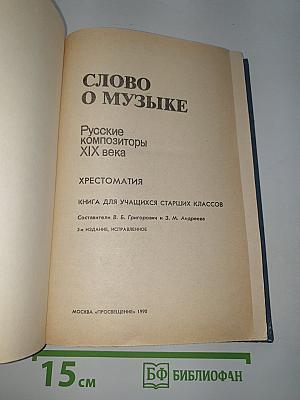 СЛОВО
О МУЗЫКЕ
Русские
композиторы
XIX века
ХРЕСТОМАТИЯ
КНИГА ДЛЯ УЧАЩИХСЯ СТАРШИХ КЛАССОВ
Составители В. Б. Григорович и З. М. Андреева
2-е ИЗДАНИЕ, ИСПРАВЛЕННОЕ
МОСКВА «ПРОСВЕЩЕНИЕ» 1990
15 см
БФ БИБЛИОФАН